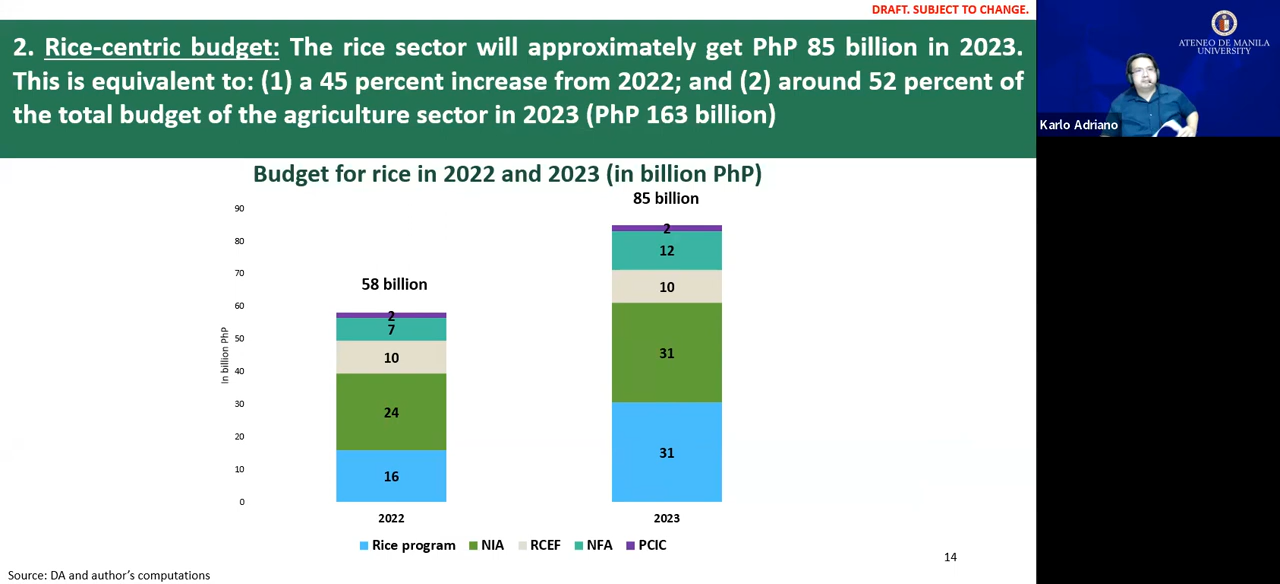 DRAFT. SUBJECT TO CHANGE.
2. Rice-centric budget: The rice sector will approximately get PhP 85 billion in 2023.
This is equivalent to: (1) a 45 percent increase from 2022; and (2) around 52 percent of
the total budget of the agriculture sector in 2023 (PhP 163 billion)
ATENEO DE MANILA
UNIVERSITY
Karlo Adriano
Budget for rice in 2022 and 2023 (in billion PhP)
85 billion
58 billion
In billion PhP
90
80
70
60
50
40
30
20
10
0
2
7
10
24
16
2
12
10
31
31
2022
2023
Rice program NIA RCEF NFA PCIC
14
Source: DA and author's computations